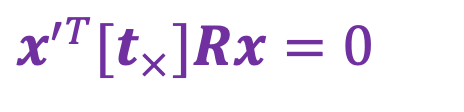 x′ᵀ[t×]Rx = 0